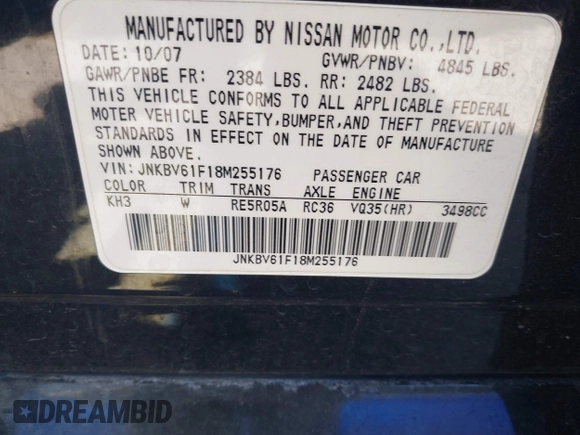 MANUFACTURED BY NISSAN MOTOR CO.,LTD.
DATE: 10/07 GVWR/PNBV: 4845 LBS.
GAWR/PNBE FR: 2384 LBS. RR: 2482 LBS.
THIS VEHICLE CONFORMS TO ALL APPLICABLE FEDERAL
MOTER VEHICLE SAFETY,BUMPER,AND THEFT PREVENTION
STANDARDS IN EFFECT ON THE DATE OF MANUFACTURE
SHOWN ABOVE.
VIN: JNKBV61F18M255176 PASSENGER CAR
COLOR TRIM TRANS AXLE ENGINE
KH3 W RE5R05A RC36 VQ35(HR) 3498CC
JNKBV61F18M255176
DREAMBID